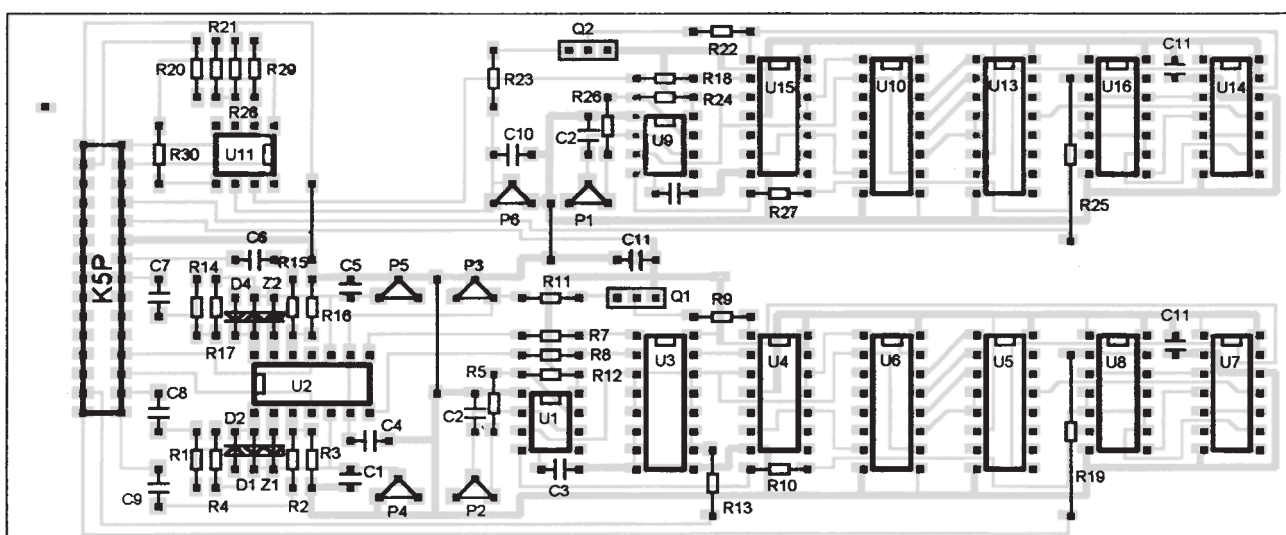 R21
Q2
R22
C11
R20
R29
R23
R18
U15
U10
U13
U16
U14
R26
R24
R28
C10
C2
U9
R30
U11
P6
P1
R27
R25
C6
C11
C7
R14
D4
Z2
R15
C5
P5
P3
R11
Q1
R9
K5P
R16
C11
R17
R7
R8
U3
U4
U6
U5
U8
U7
U2
R5
R12
C8
D2
C2
U1
C4
R1
R3
C1
C9
R4
D1
Z1
R2
P4
P2
C3
R13
R10
R19